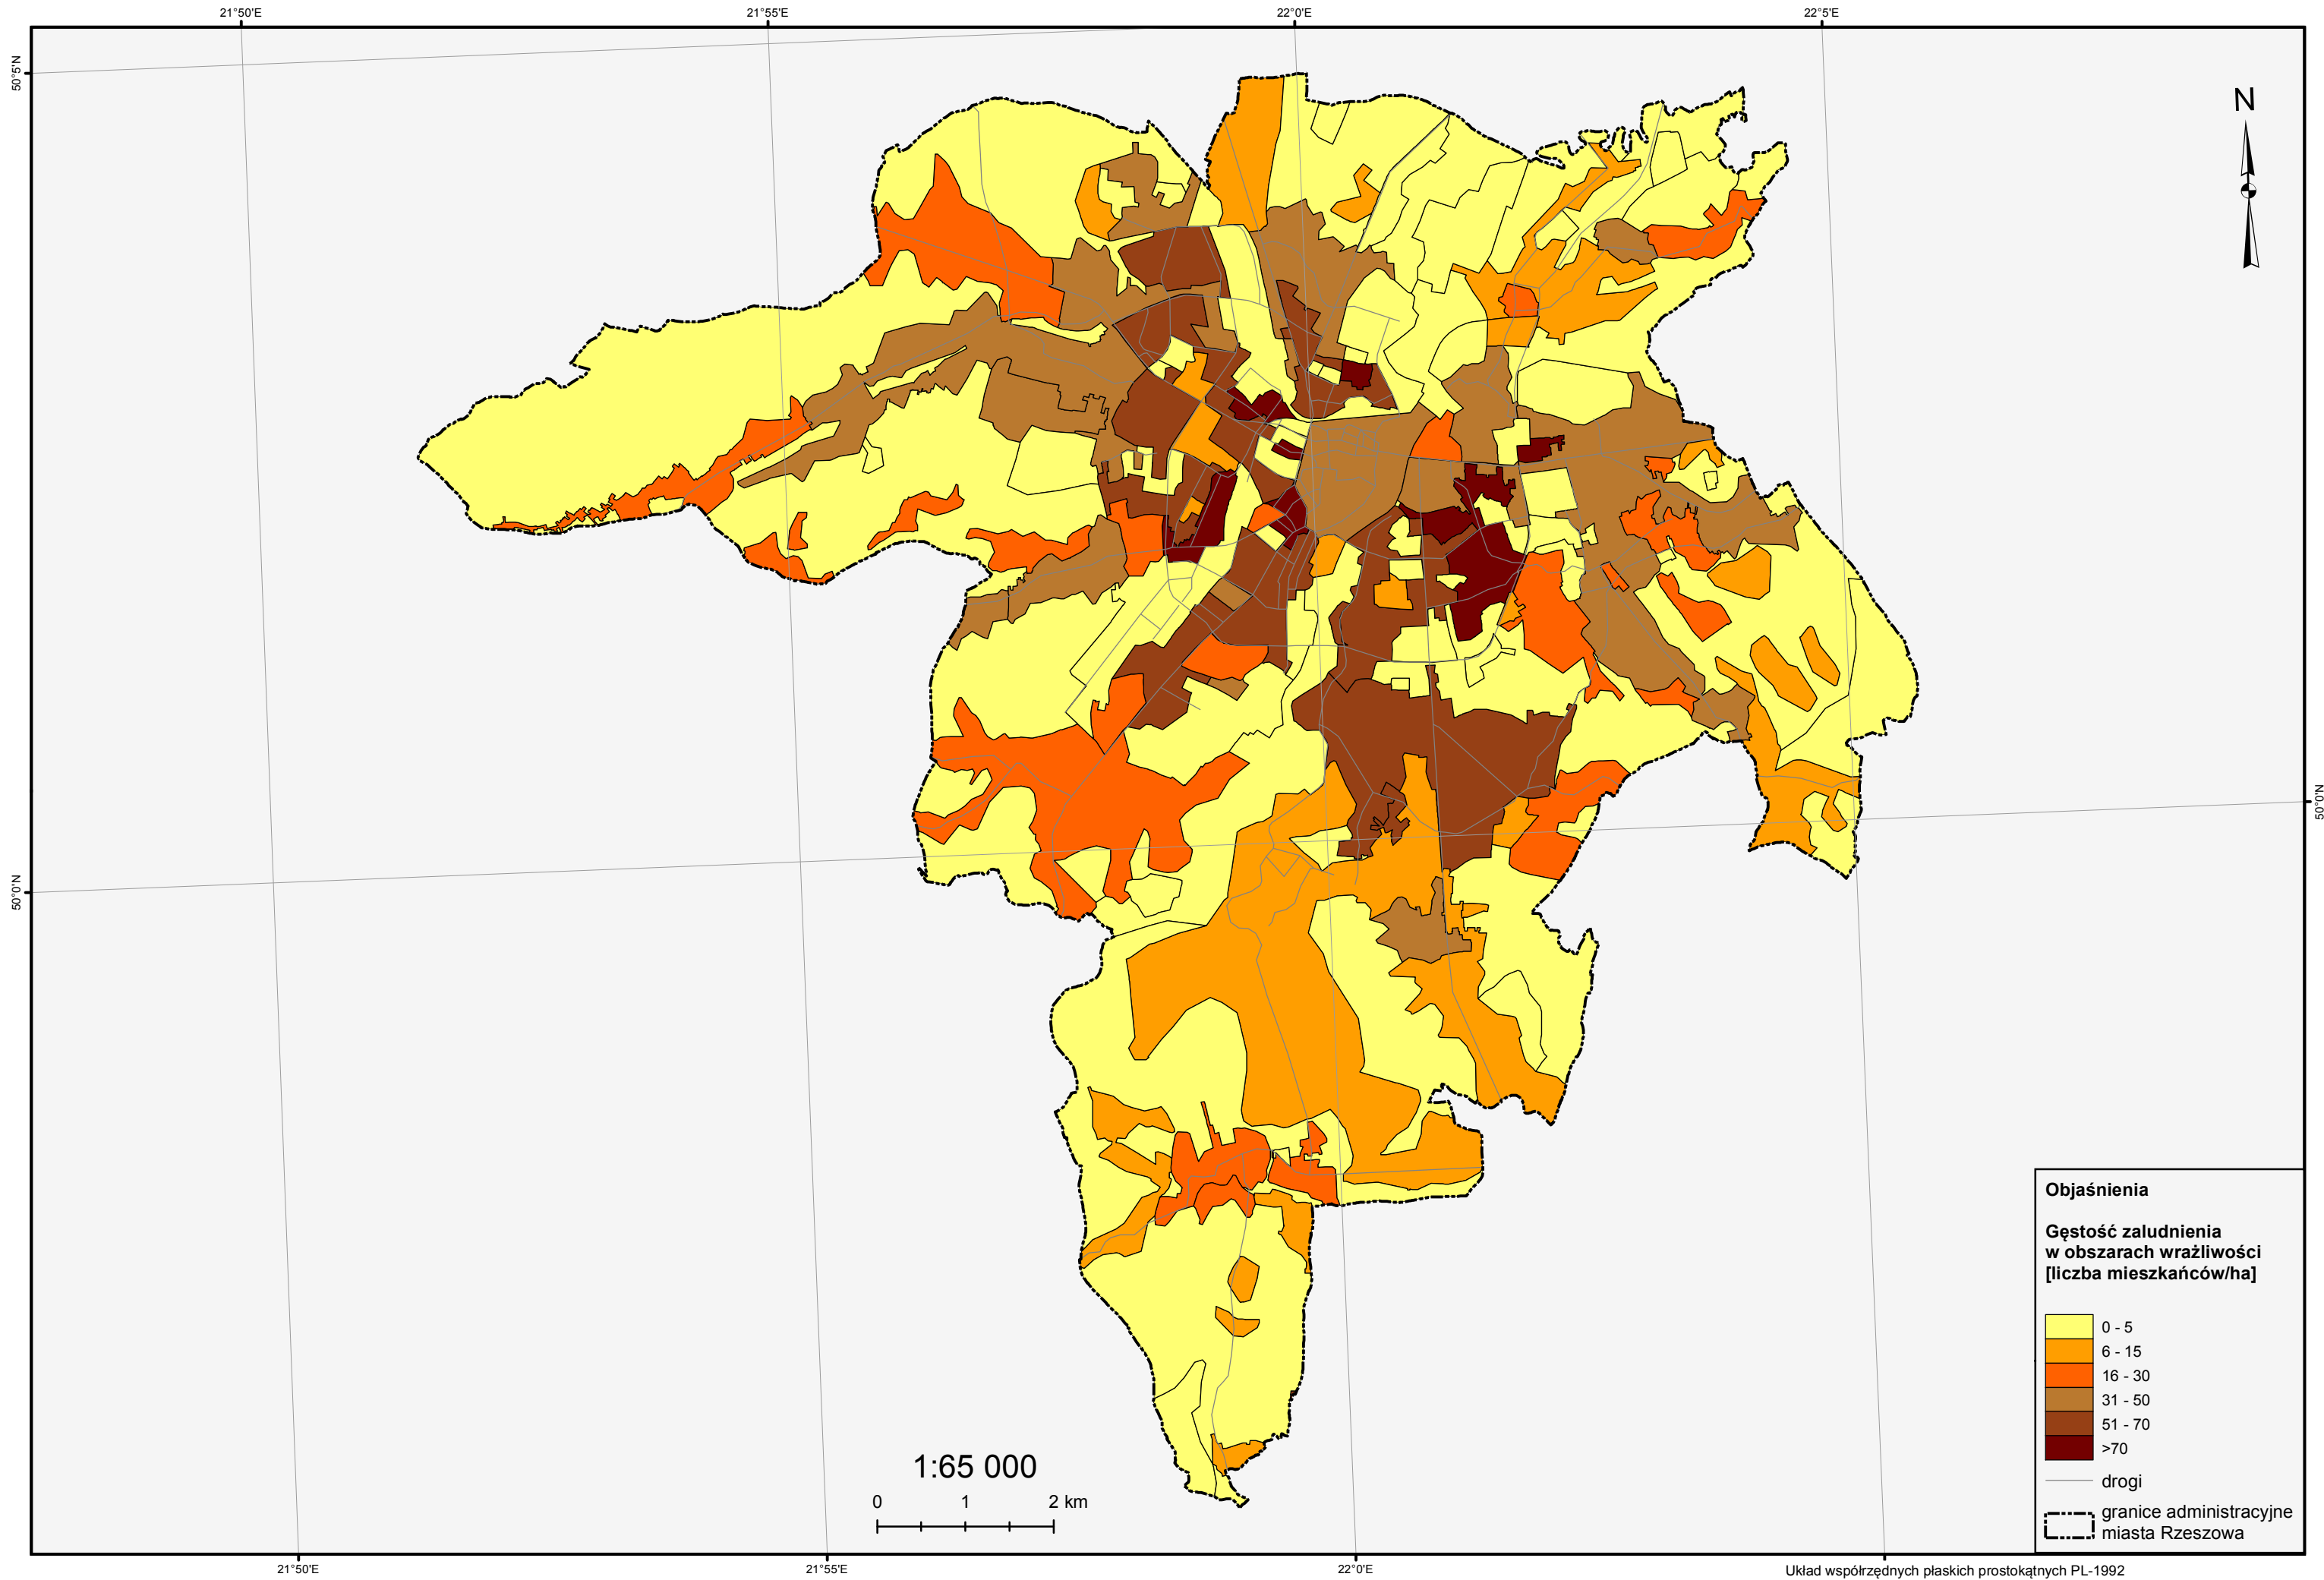 21°50'E 21°55'E 22°0'E 22°5'E
50°5'N
N
50°0'N
50°0'N
Objaśnienia
Gęstość zaludnienia
w obszarach wrażliwości
[liczba mieszkańców/ha]
0 - 5
6 - 15
16 - 30
31 - 50
51 - 70
>70
drogi
granice administracyjne
miasta Rzeszowa
1:65 000
0 1 2 km
21°50'E 21°55'E 22°0'E
Układ współrzędnych płaskich prostokątnych PL-1992